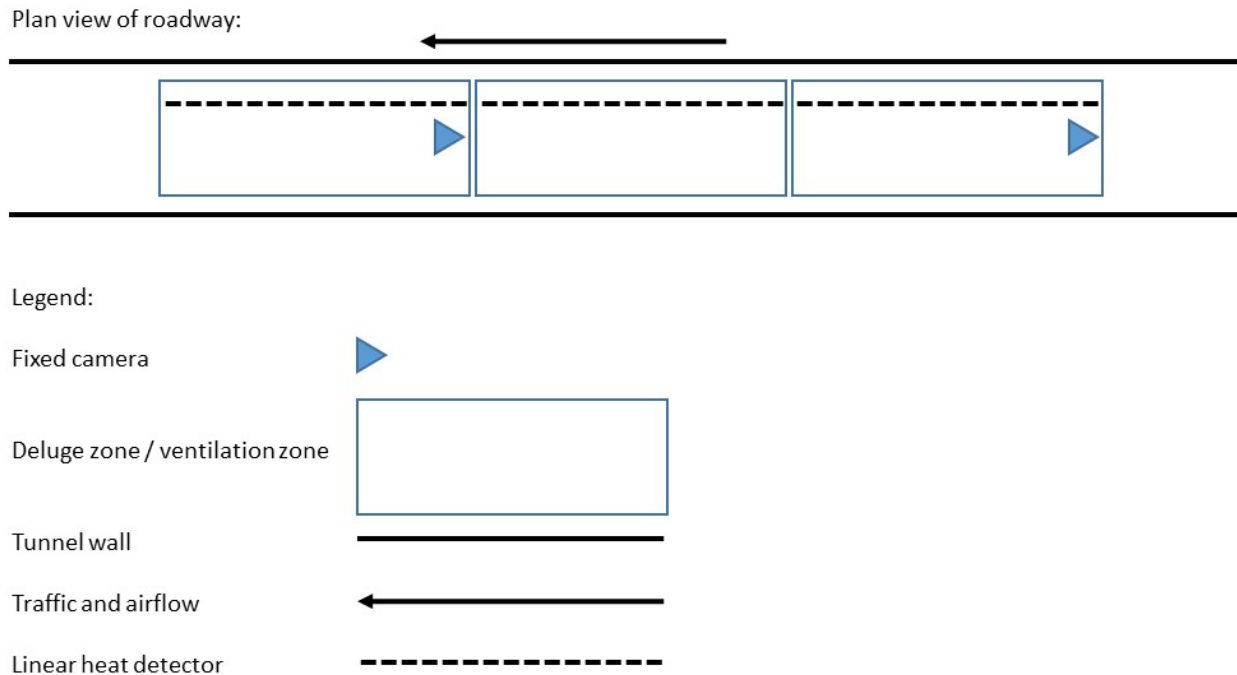 Plan view of roadway:
Legend:
Fixed camera
Deluge zone / ventilation zone
Tunnel wall
Traffic and airflow
Linear heat detector